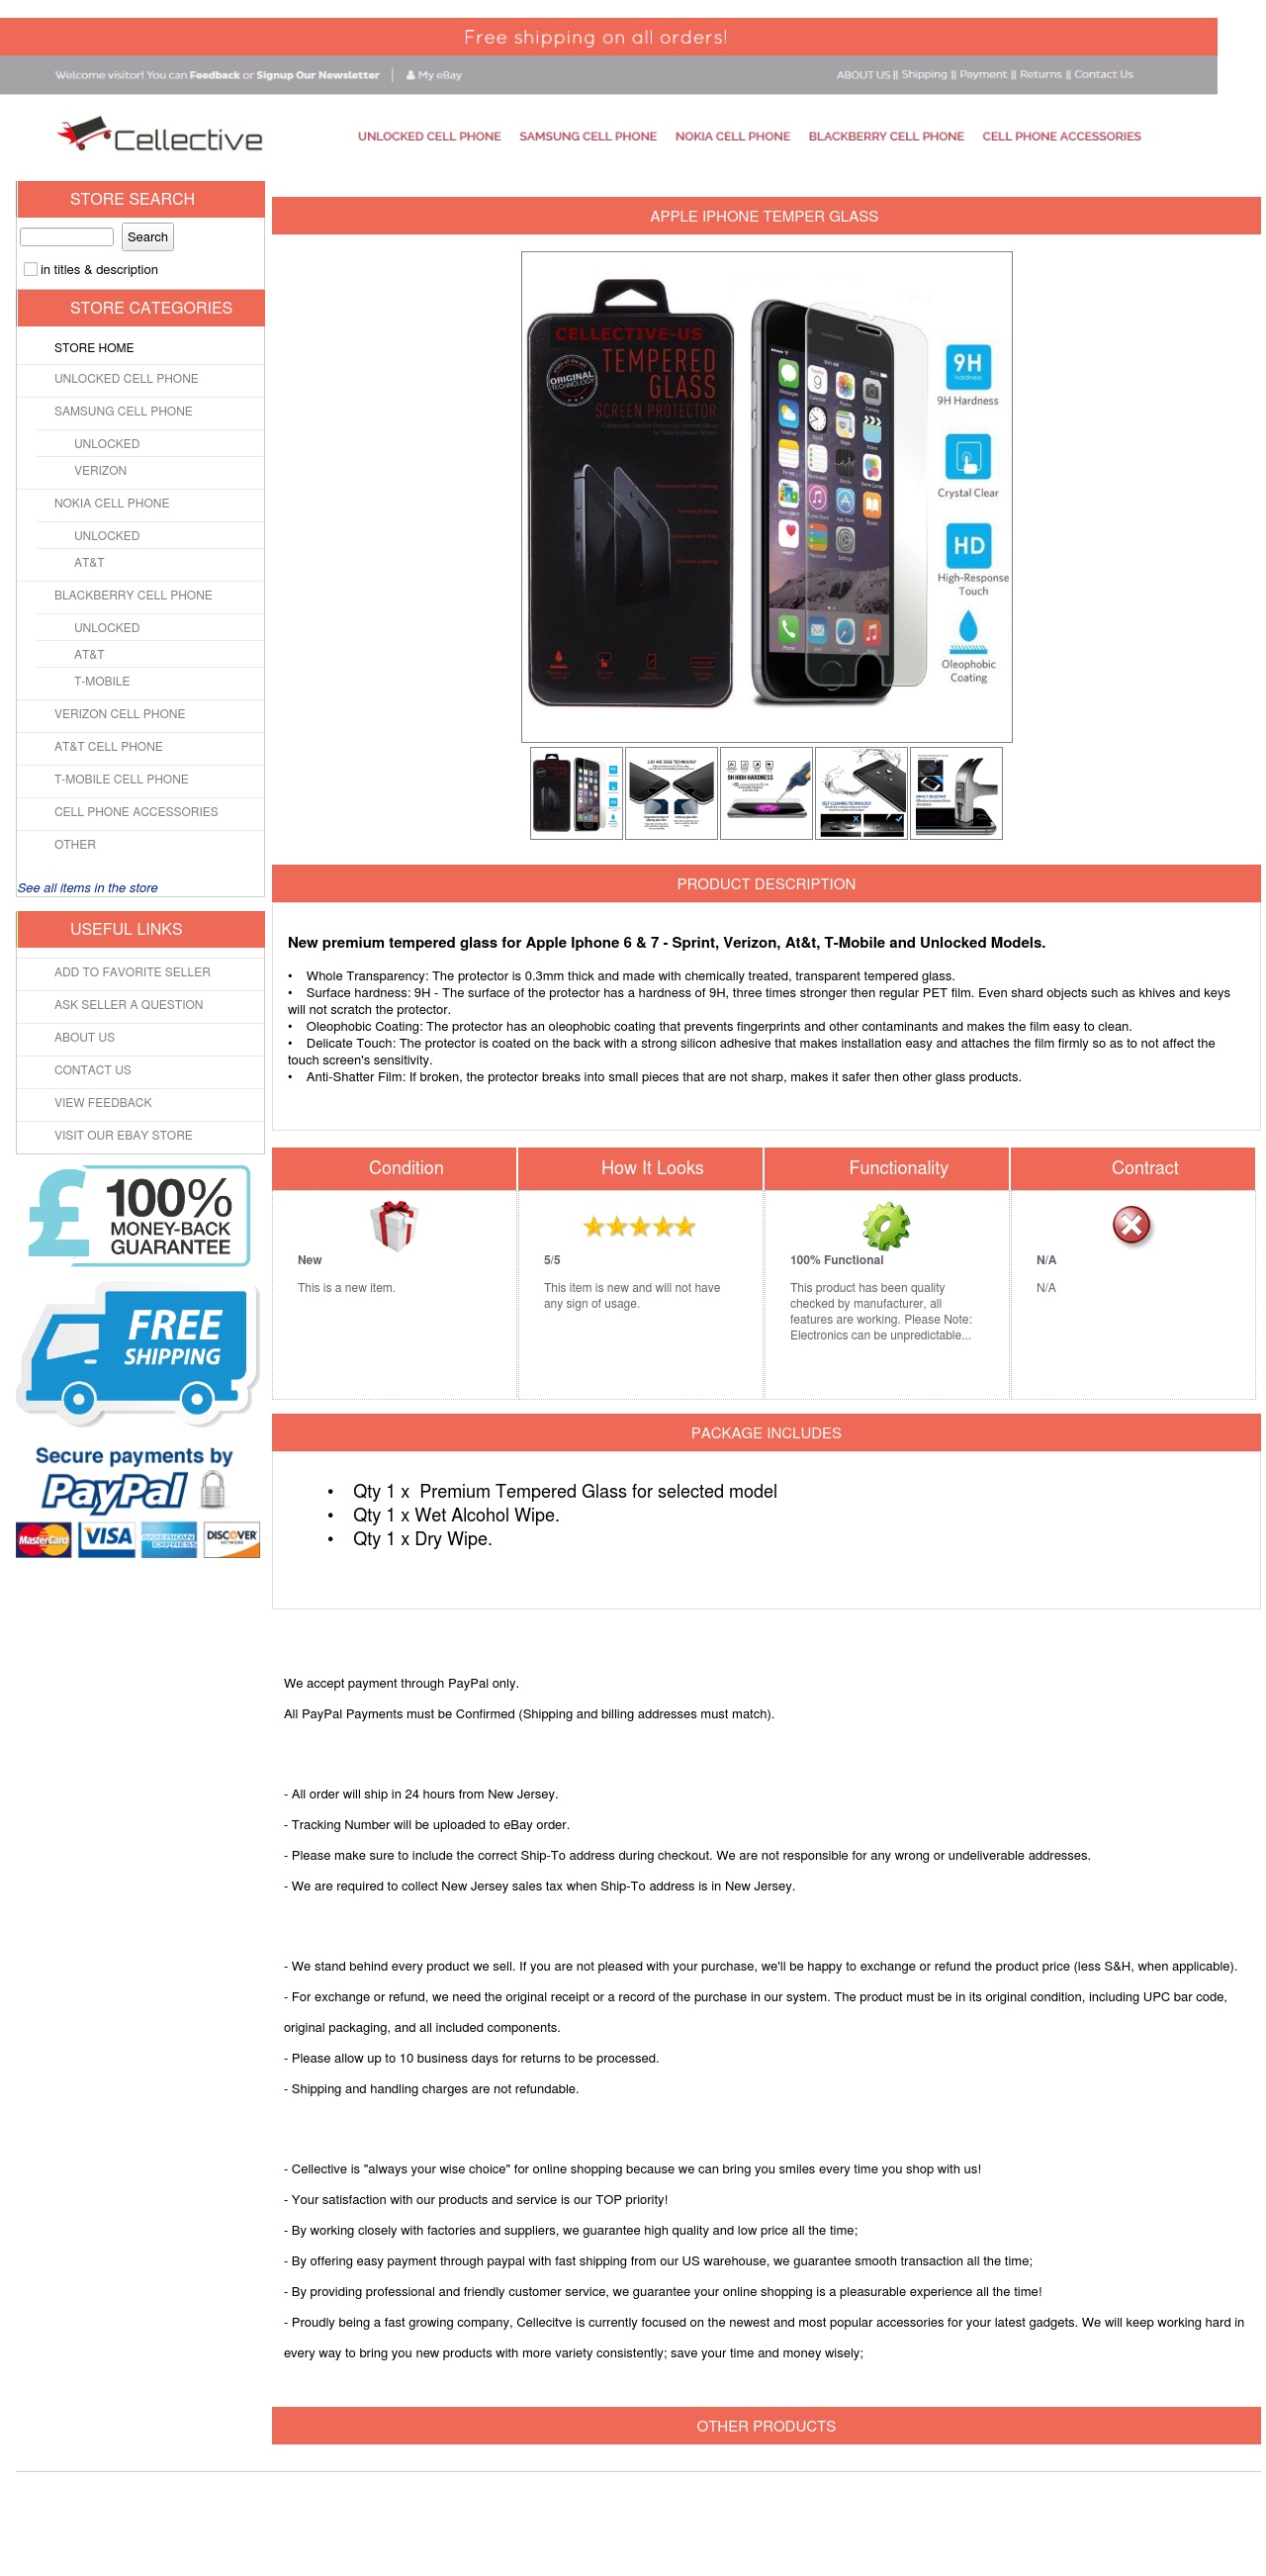 Free shipping on all orders!
Welcome visitor! You can Feedback or Signup Our Newsletter | My eBay
ABOUT US || Shipping || Payment || Returns || Contact Us
Cellective
UNLOCKED CELL PHONE SAMSUNG CELL PHONE NOKIA CELL PHONE BLACKBERRY CELL PHONE CELL PHONE ACCESSORIES
STORE SEARCH
Search
in titles & description
STORE CATEGORIES
STORE HOME
UNLOCKED CELL PHONE
SAMSUNG CELL PHONE
UNLOCKED
VERIZON
NOKIA CELL PHONE
UNLOCKED
AT&T
BLACKBERRY CELL PHONE
UNLOCKED
AT&T
T-MOBILE
VERIZON CELL PHONE
AT&T CELL PHONE
T-MOBILE CELL PHONE
CELL PHONE ACCESSORIES
OTHER
See all items in the store
USEFUL LINKS
ADD TO FAVORITE SELLER
ASK SELLER A QUESTION
ABOUT US
CONTACT US
VIEW FEEDBACK
VISIT OUR EBAY STORE
£ 100%
MONEY-BACK
GUARANTEE
FREE
SHIPPING
Secure payments by
PayPal
MasterCard VISA AMERICAN EXPRESS DISCOVER
APPLE IPHONE TEMPER GLASS
CELLECTIVE-US
TEMPERED
GLASS
SCREEN PROTECTOR
ORIGINAL
TECHNOLOGY
9H
hardness
9H Hardness
Crystal Clear
HD
High-Response
Touch
Oleophobic
Coating
9H HIGH HARDNESS
SELF-CLEANING TECHNOLOGY
PRODUCT DESCRIPTION
New premium tempered glass for Apple Iphone 6 & 7 - Sprint, Verizon, At&t, T-Mobile and Unlocked Models.
• Whole Transparency: The protector is 0.3mm thick and made with chemically treated, transparent tempered glass.
• Surface hardness: 9H - The surface of the protector has a hardness of 9H, three times stronger then regular PET film. Even shard objects such as khives and keys
will not scratch the protector.
• Oleophobic Coating: The protector has an oleophobic coating that prevents fingerprints and other contaminants and makes the film easy to clean.
• Delicate Touch: The protector is coated on the back with a strong silicon adhesive that makes installation easy and attaches the film firmly so as to not affect the
touch screen's sensitivity.
• Anti-Shatter Film: If broken, the protector breaks into small pieces that are not sharp, makes it safer then other glass products.
Condition
New
This is a new item.
How It Looks
5/5
This item is new and will not have
any sign of usage.
Functionality
100% Functional
This product has been quality
checked by manufacturer, all
features are working. Please Note:
Electronics can be unpredictable...
Contract
N/A
N/A
PACKAGE INCLUDES
• Qty 1 x Premium Tempered Glass for selected model
• Qty 1 x Wet Alcohol Wipe.
• Qty 1 x Dry Wipe.
We accept payment through PayPal only.
All PayPal Payments must be Confirmed (Shipping and billing addresses must match).
- All order will ship in 24 hours from New Jersey.
- Tracking Number will be uploaded to eBay order.
- Please make sure to include the correct Ship-To address during checkout. We are not responsible for any wrong or undeliverable addresses.
- We are required to collect New Jersey sales tax when Ship-To address is in New Jersey.
- We stand behind every product we sell. If you are not pleased with your purchase, we'll be happy to exchange or refund the product price (less S&H, when applicable).
- For exchange or refund, we need the original receipt or a record of the purchase in our system. The product must be in its original condition, including UPC bar code,
original packaging, and all included components.
- Please allow up to 10 business days for returns to be processed.
- Shipping and handling charges are not refundable.
- Cellective is "always your wise choice" for online shopping because we can bring you smiles every time you shop with us!
- Your satisfaction with our products and service is our TOP priority!
- By working closely with factories and suppliers, we guarantee high quality and low price all the time;
- By offering easy payment through paypal with fast shipping from our US warehouse, we guarantee smooth transaction all the time;
- By providing professional and friendly customer service, we guarantee your online shopping is a pleasurable experience all the time!
- Proudly being a fast growing company, Cellecitve is currently focused on the newest and most popular accessories for your latest gadgets. We will keep working hard in
every way to bring you new products with more variety consistently; save your time and money wisely;
OTHER PRODUCTS